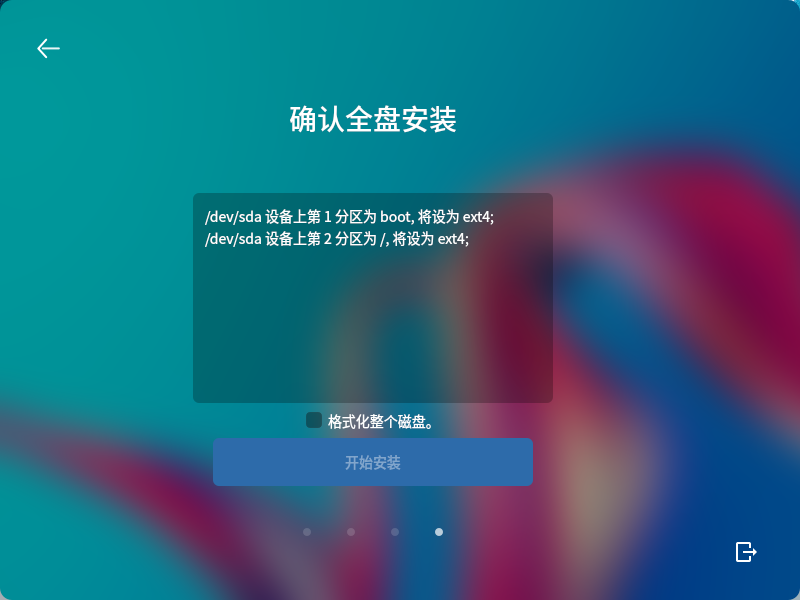 确认全盘安装
/dev/sda 设备上第 1 分区为 boot, 将设为 ext4;
/dev/sda 设备上第 2 分区为 /, 将设为 ext4;
格式化整个磁盘。
开始安装